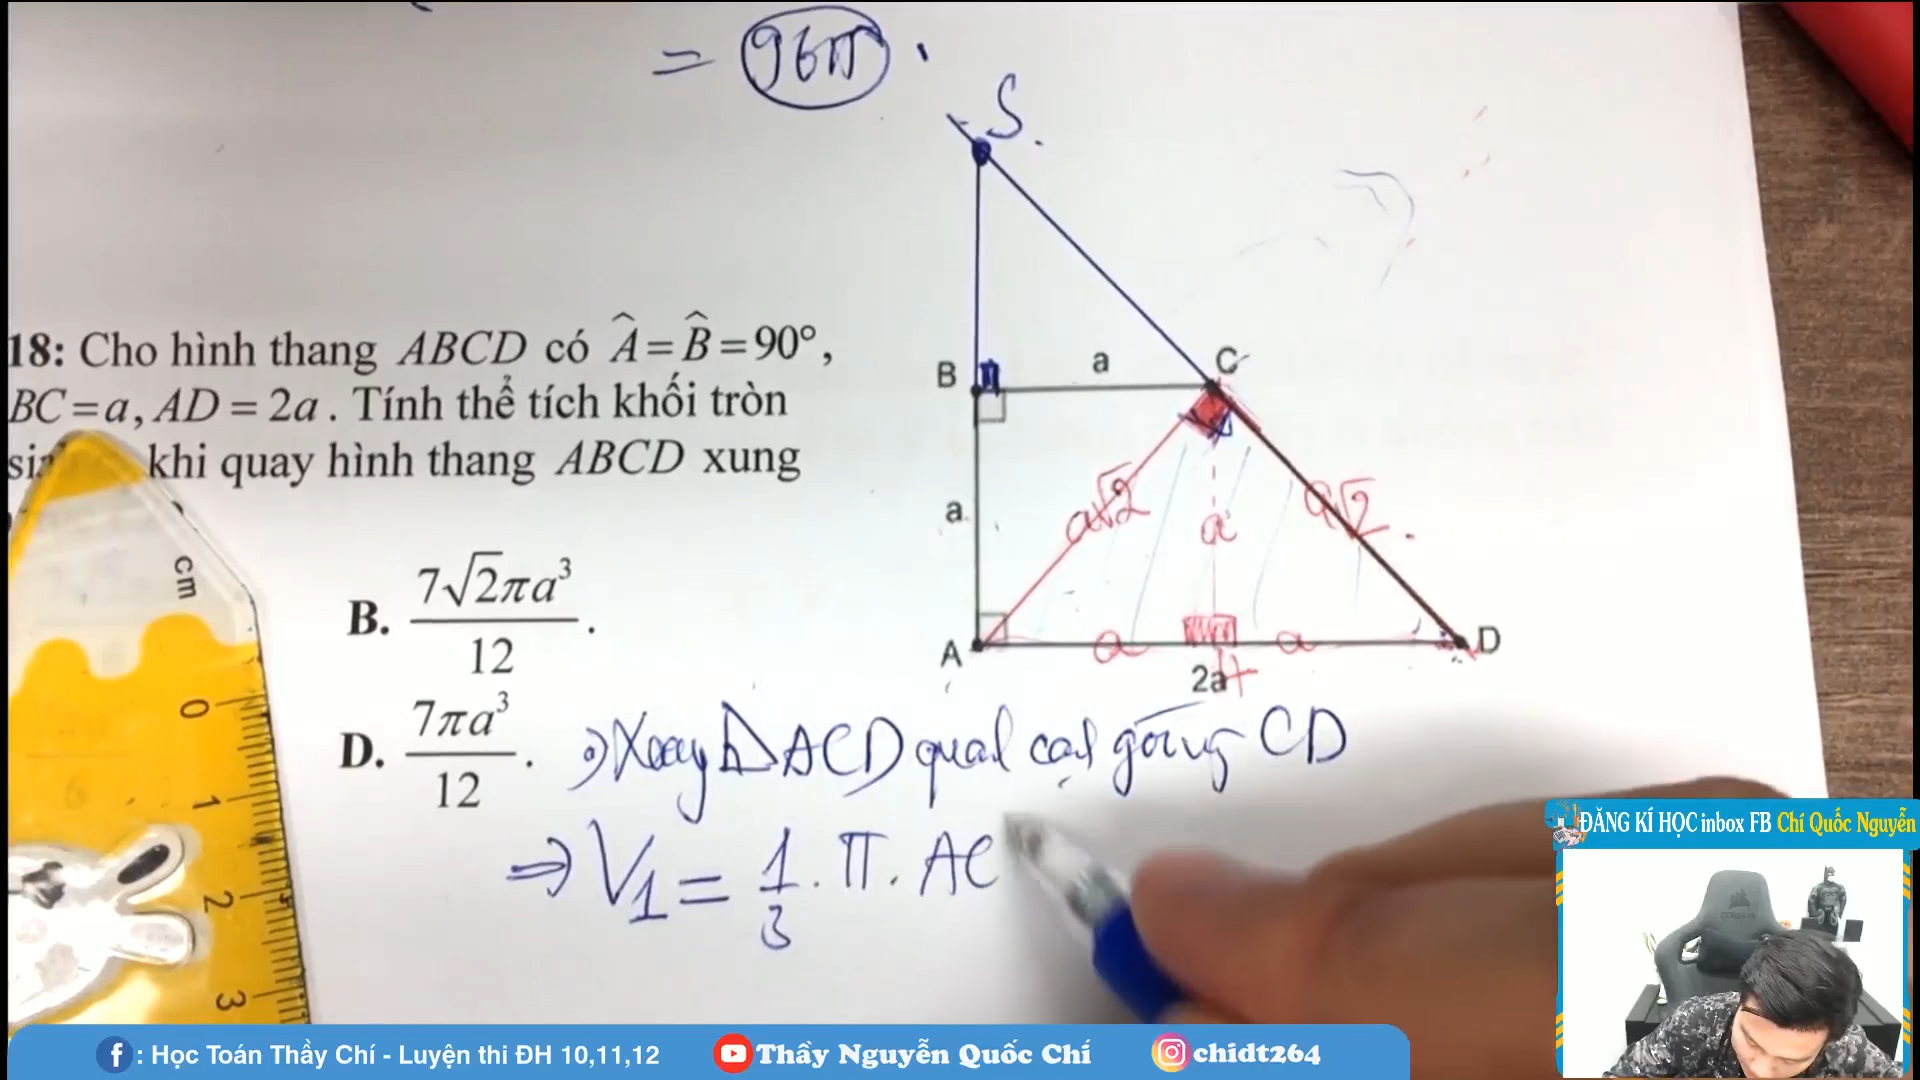 = 96π.
S.
18: Cho hình thang ABCD có Â = B̂ = 90°,
BC = a, AD = 2a. Tính thể tích khối tròn
khi quay hình thang ABCD xung
B. 7√2πa³/12.
D. 7πa³/12.
B
a
C
a
a√2
a
a√2
A
a
a
D
2a
H
Xoay Δ ACD quanh cạnh góc vuông CD
⇒ V₁ = 1/3 . π . AC
cm
0
1
2
3
ĐĂNG KÍ HỌC inbox FB Chí Quốc Nguyễn
f : Học Toán Thầy Chí - Luyện thi ĐH 10,11,12
Thầy Nguyễn Quốc Chí
chidt264